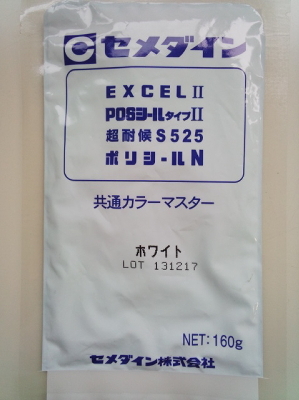 セメダイン
EXCELⅡ
POSシールタイプⅡ
超耐候S525
ポリシールN
共通カラーマスター
ホワイト
LOT 131217
NET:160g
セメダイン株式会社